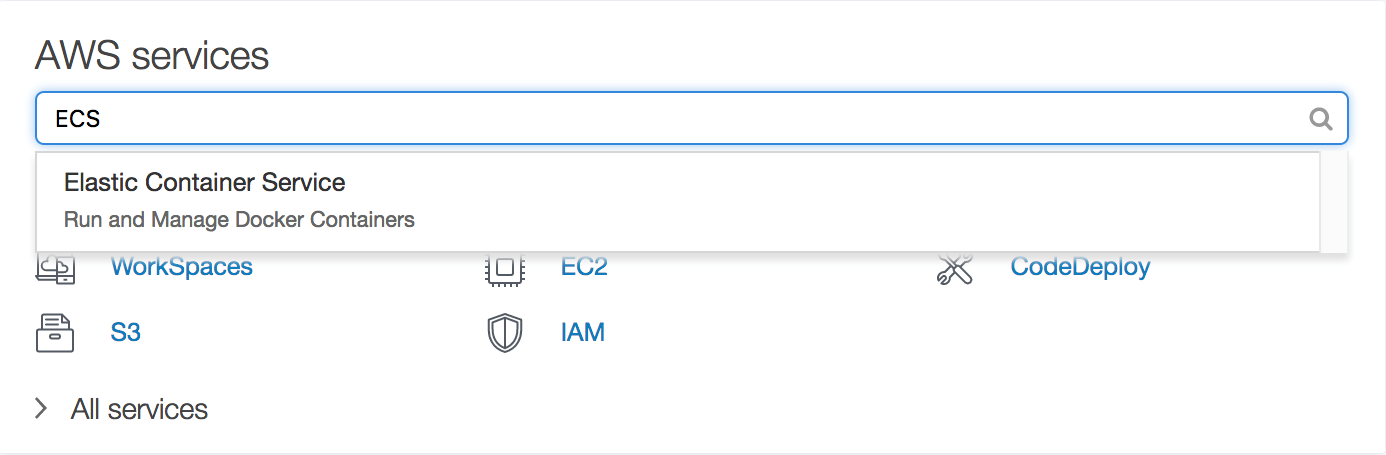 AWS services
ECS
Elastic Container Service
Run and Manage Docker Containers
WorkSpaces EC2 CodeDeploy
S3 IAM
All services